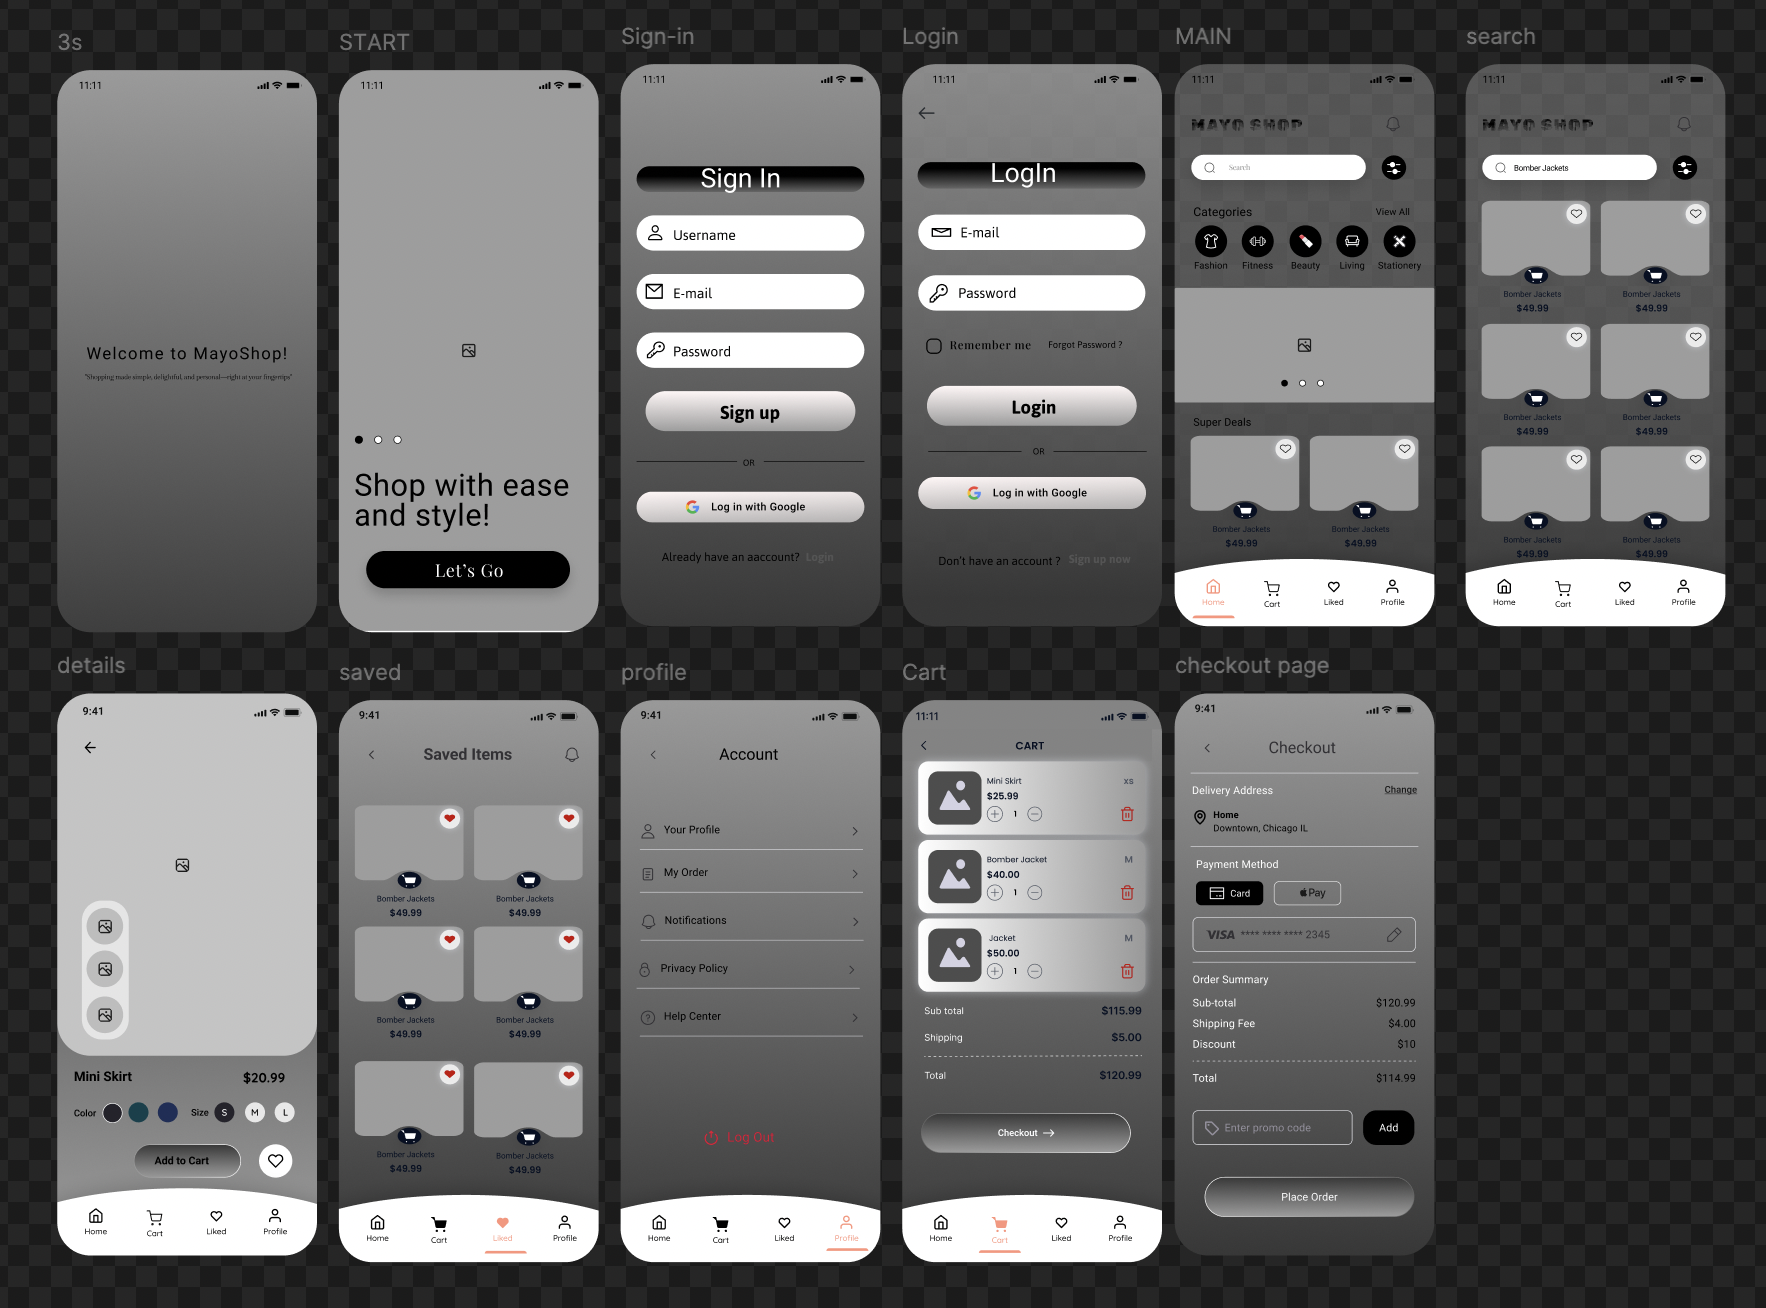 3s
11:11
Welcome to MayoShop!
"Shopping made simple, delightful, and personal—right at your fingertips"
START
11:11
Shop with ease
and style!
Let's Go
Sign-in
11:11
Sign In
Username
E-mail
Password
Sign up
OR
Log in with Google
Already have an aaccount? Login
Login
11:11
LogIn
E-mail
Password
Remember me Forgot Password ?
Login
OR
Log in with Google
Don't have an account ? Sign up now
MAIN
11:11
MAYO SHOP
Search
Categories View All
Fashion Fitness Beauty Living Stationery
Super Deals
Bomber Jackets Bomber Jackets
$49.99 $49.99
Home Cart Liked Profile
search
11:11
MAYO SHOP
Bomber Jackets
Bomber Jackets Bomber Jackets
$49.99 $49.99
Bomber Jackets Bomber Jackets
$49.99 $49.99
Bomber Jackets Bomber Jackets
$49.99 $49.99
Home Cart Liked Profile
details
9:41
Mini Skirt $20.99
Color Size S M L
Add to Cart
Home Cart Liked Profile
saved
9:41
Saved Items
Bomber Jackets Bomber Jackets
$49.99 $49.99
Bomber Jackets Bomber Jackets
$49.99 $49.99
Bomber Jackets Bomber Jackets
$49.99 $49.99
Home Cart Liked Profile
profile
9:41
Account
Your Profile
My Order
Notifications
Privacy Policy
Help Center
Log Out
Home Cart Liked Profile
Cart
11:11
CART
Mini Skirt XS
$25.99
1
Bomber Jacket M
$40.00
1
Jacket M
$50.00
1
Sub total $115.99
Shipping $5.00
Total $120.99
Checkout
Home Cart Liked Profile
checkout page
9:41
Checkout
Delivery Address Change
Home
Downtown, Chicago IL
Payment Method
Card Pay
VISA **** **** **** 2345
Order Summary
Sub-total $120.99
Shipping Fee $4.00
Discount $10
Total $114.99
Enter promo code Add
Place Order